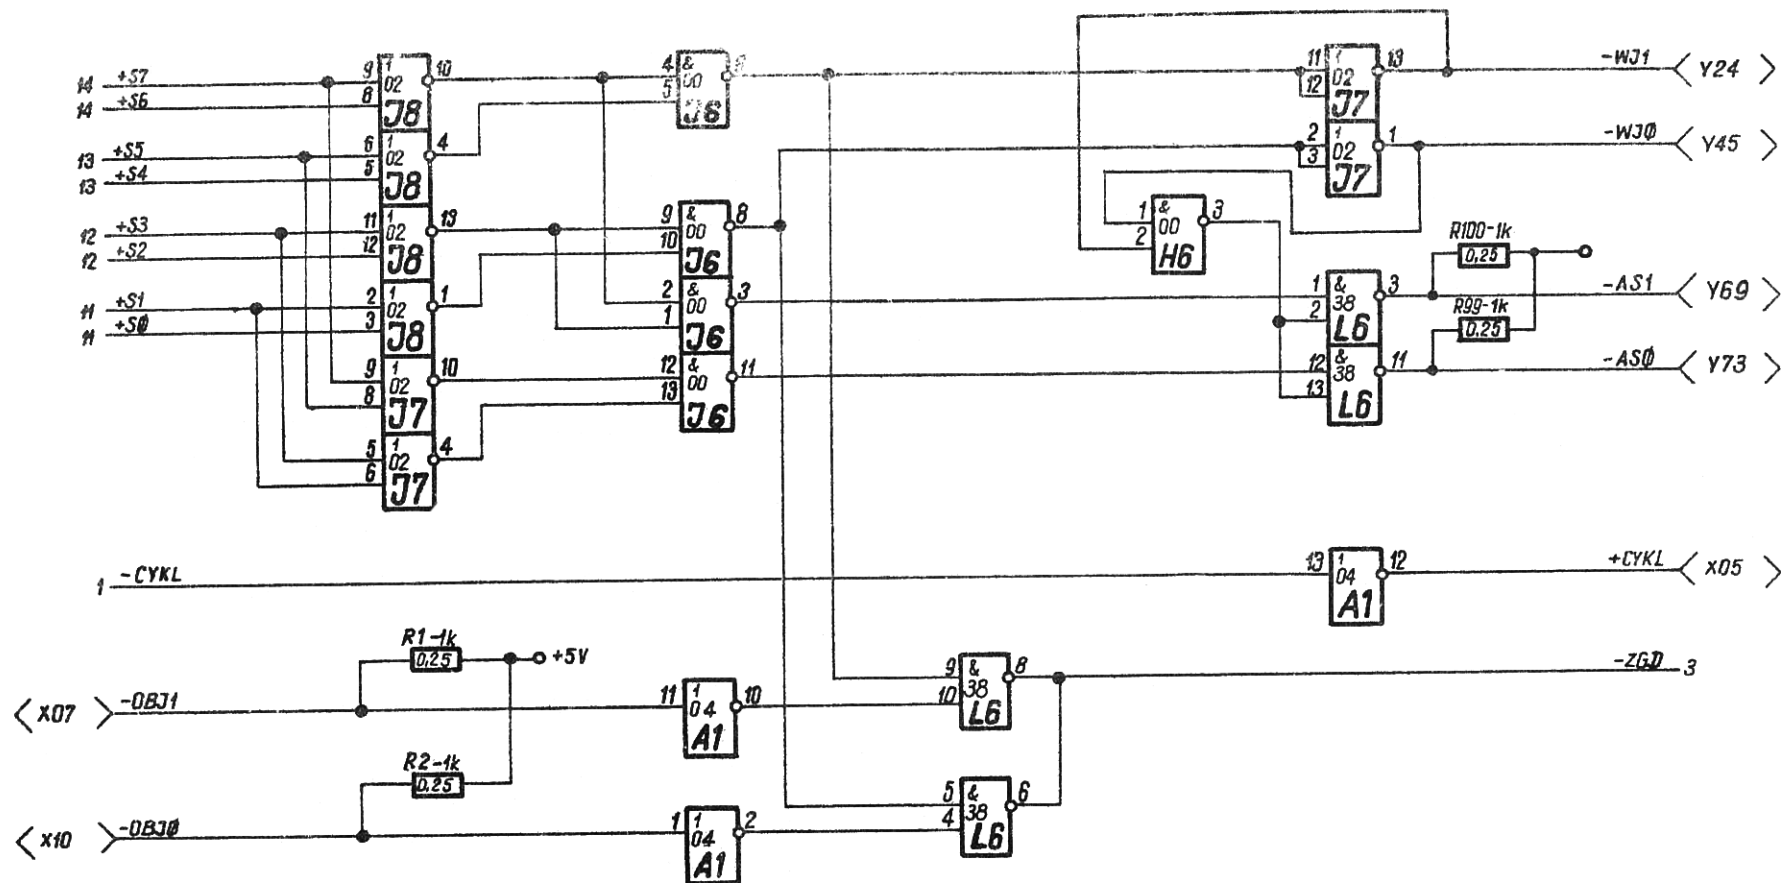 14 +S7 9 1 02 10 J8
14 +S6 8
13 +S5 6 1 02 4 J8
13 +S4 5
12 +S3 11 1 02 13 J8
12 +S2 12
11 +S1 2 1 02 1 J8
11 +SØ 3
9 1 02 10 J7
8
5 1 02 4 J7
6
4 & 00 6 J6
5
9 & 00 8 J6
10
2 & 00 3 J6
1
12 & 00 11 J6
13
11 1 02 13 J7 -WJ1 Y24
12
2 1 02 1 J7 -WJØ Y45
3
1 & 00 3 H6
2
R100-1k
0,25
1 & 38 3 L6 -AS1 Y69
2
R99-1k
0,25
12 & 38 11 L6 -ASØ Y73
13
1 -CYKL 13 1 04 12 A1 +CYKL X05
R1-1k
0,25 +5V
X07 -OBJ1 11 1 04 10 A1
9 & 38 8 L6 -ZGD 3
10
R2-1k
0,25
X10 -OBJØ 1 1 04 2 A1
5 & 38 6 L6
4